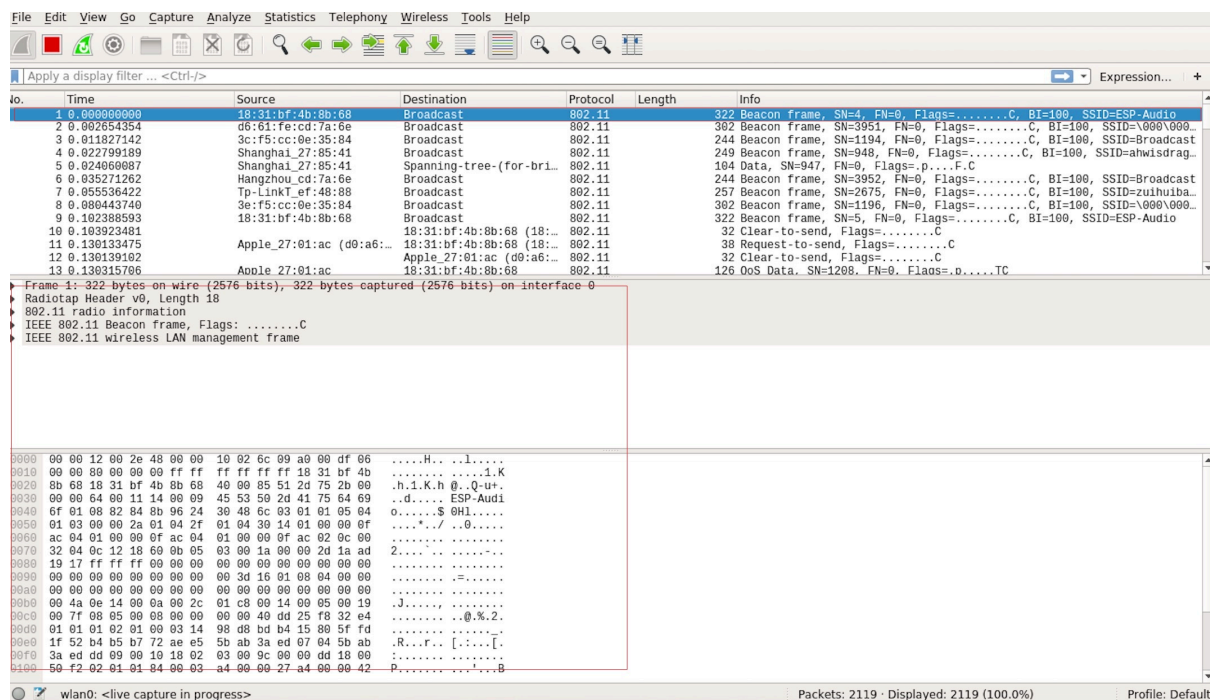 File Edit View Go Capture Analyze Statistics Telephony Wireless Tools Help
Apply a display filter ... <Ctrl-/> Expression... +
No. Time Source Destination Protocol Length Info
1 0.000000000 18:31:bf:4b:8b:68 Broadcast 802.11 322 Beacon frame, SN=4, FN=0, Flags=........C, BI=100, SSID=ESP-Audio
2 0.002654354 d6:61:fe:cd:7a:6e Broadcast 802.11 302 Beacon frame, SN=3951, FN=0, Flags=........C, BI=100, SSID=\000\000…
3 0.011827142 3c:f5:cc:0e:35:84 Broadcast 802.11 244 Beacon frame, SN=1194, FN=0, Flags=........C, BI=100, SSID=Broadcast
4 0.022799189 Shanghai_27:85:41 Broadcast 802.11 249 Beacon frame, SN=948, FN=0, Flags=........C, BI=100, SSID=ahwisdrag…
5 0.024060087 Shanghai_27:85:41 Spanning-tree-(for-bri… 802.11 104 Data, SN=947, FN=0, Flags=.p....F.C
6 0.035271262 Hangzhou_cd:7a:6e Broadcast 802.11 244 Beacon frame, SN=3952, FN=0, Flags=........C, BI=100, SSID=Broadcast
7 0.055536422 Tp-LinkT_ef:48:88 Broadcast 802.11 257 Beacon frame, SN=2675, FN=0, Flags=........C, BI=100, SSID=zuihuiba…
8 0.080443740 3e:f5:cc:0e:35:84 Broadcast 802.11 302 Beacon frame, SN=1196, FN=0, Flags=........C, BI=100, SSID=\000\000…
9 0.102388593 18:31:bf:4b:8b:68 Broadcast 802.11 322 Beacon frame, SN=5, FN=0, Flags=........C, BI=100, SSID=ESP-Audio
10 0.103923481 18:31:bf:4b:8b:68 (18:… 802.11 32 Clear-to-send, Flags=........C
11 0.130133475 Apple_27:01:ac (d0:a6:… 18:31:bf:4b:8b:68 (18:… 802.11 38 Request-to-send, Flags=........C
12 0.130139102 Apple_27:01:ac (d0:a6:… 802.11 32 Clear-to-send, Flags=........C
13 0.130315706 Apple_27:01:ac 18:31:bf:4b:8b:68 802.11 126 QoS Data, SN=1208, FN=0, Flags=.p.....TC
Frame 1: 322 bytes on wire (2576 bits), 322 bytes captured (2576 bits) on interface 0
Radiotap Header v0, Length 18
802.11 radio information
IEEE 802.11 Beacon frame, Flags: ........C
IEEE 802.11 wireless LAN management frame
0000 00 00 12 00 2e 48 00 00 10 02 6c 09 a0 00 df 06 .....H.. ..l.....
0010 00 00 80 00 00 00 ff ff ff ff ff ff 18 31 bf 4b ........ .....1.K
0020 8b 68 18 31 bf 4b 8b 68 40 00 85 51 2d 75 2b 00 .h.1.K.h @..Q-u+.
0030 00 00 64 00 11 14 00 09 45 53 50 2d 41 75 64 69 ..d..... ESP-Audi
0040 6f 01 08 82 84 8b 96 24 30 48 6c 03 01 01 05 04 o......$ 0Hl.....
0050 01 03 00 00 2a 01 04 2f 01 04 30 14 01 00 00 0f ....*../ ..0.....
0060 ac 04 01 00 00 0f ac 04 01 00 00 0f ac 02 0c 00 ........ ........
0070 32 04 0c 12 18 60 0b 05 03 00 1a 00 00 2d 1a ad 2....`.. .....-..
0080 19 17 ff ff ff 00 00 00 00 00 00 00 00 00 00 00 ........ ........
0090 00 00 00 00 00 00 00 00 00 3d 16 01 08 04 00 00 ........ .=......
00a0 00 00 00 00 00 00 00 00 00 00 00 00 00 00 00 00 ........ ........
00b0 00 4a 0e 14 00 0a 00 2c 01 c8 00 14 00 05 00 19 .J....., ........
00c0 00 7f 08 05 00 08 00 00 00 00 40 dd 25 f8 32 e4 ........ ..@.%.2.
00d0 01 01 01 02 01 00 03 14 98 d8 bd b4 15 80 5f fd ........ ......_.
00e0 1f 52 b4 b5 b7 72 ae e5 5b ab 3a ed 07 04 5b ab .R...r.. [.:...[.
00f0 3a ed dd 09 00 10 18 02 03 00 9c 00 00 dd 18 00 :....... ........
0100 50 f2 02 01 01 84 00 03 a4 00 00 27 a4 00 00 42 P....... ...'...B
wlan0: <live capture in progress> Packets: 2119 · Displayed: 2119 (100.0%) Profile: Default